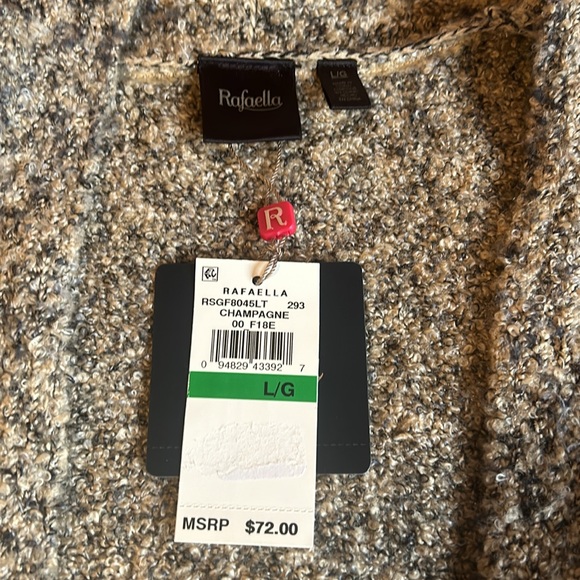 Rafaella
L/G
R
RAFAELLA
RSGF8045LT 293
CHAMPAGNE
00 F18E
0 94829 43392 7
L/G
MSRP $72.00